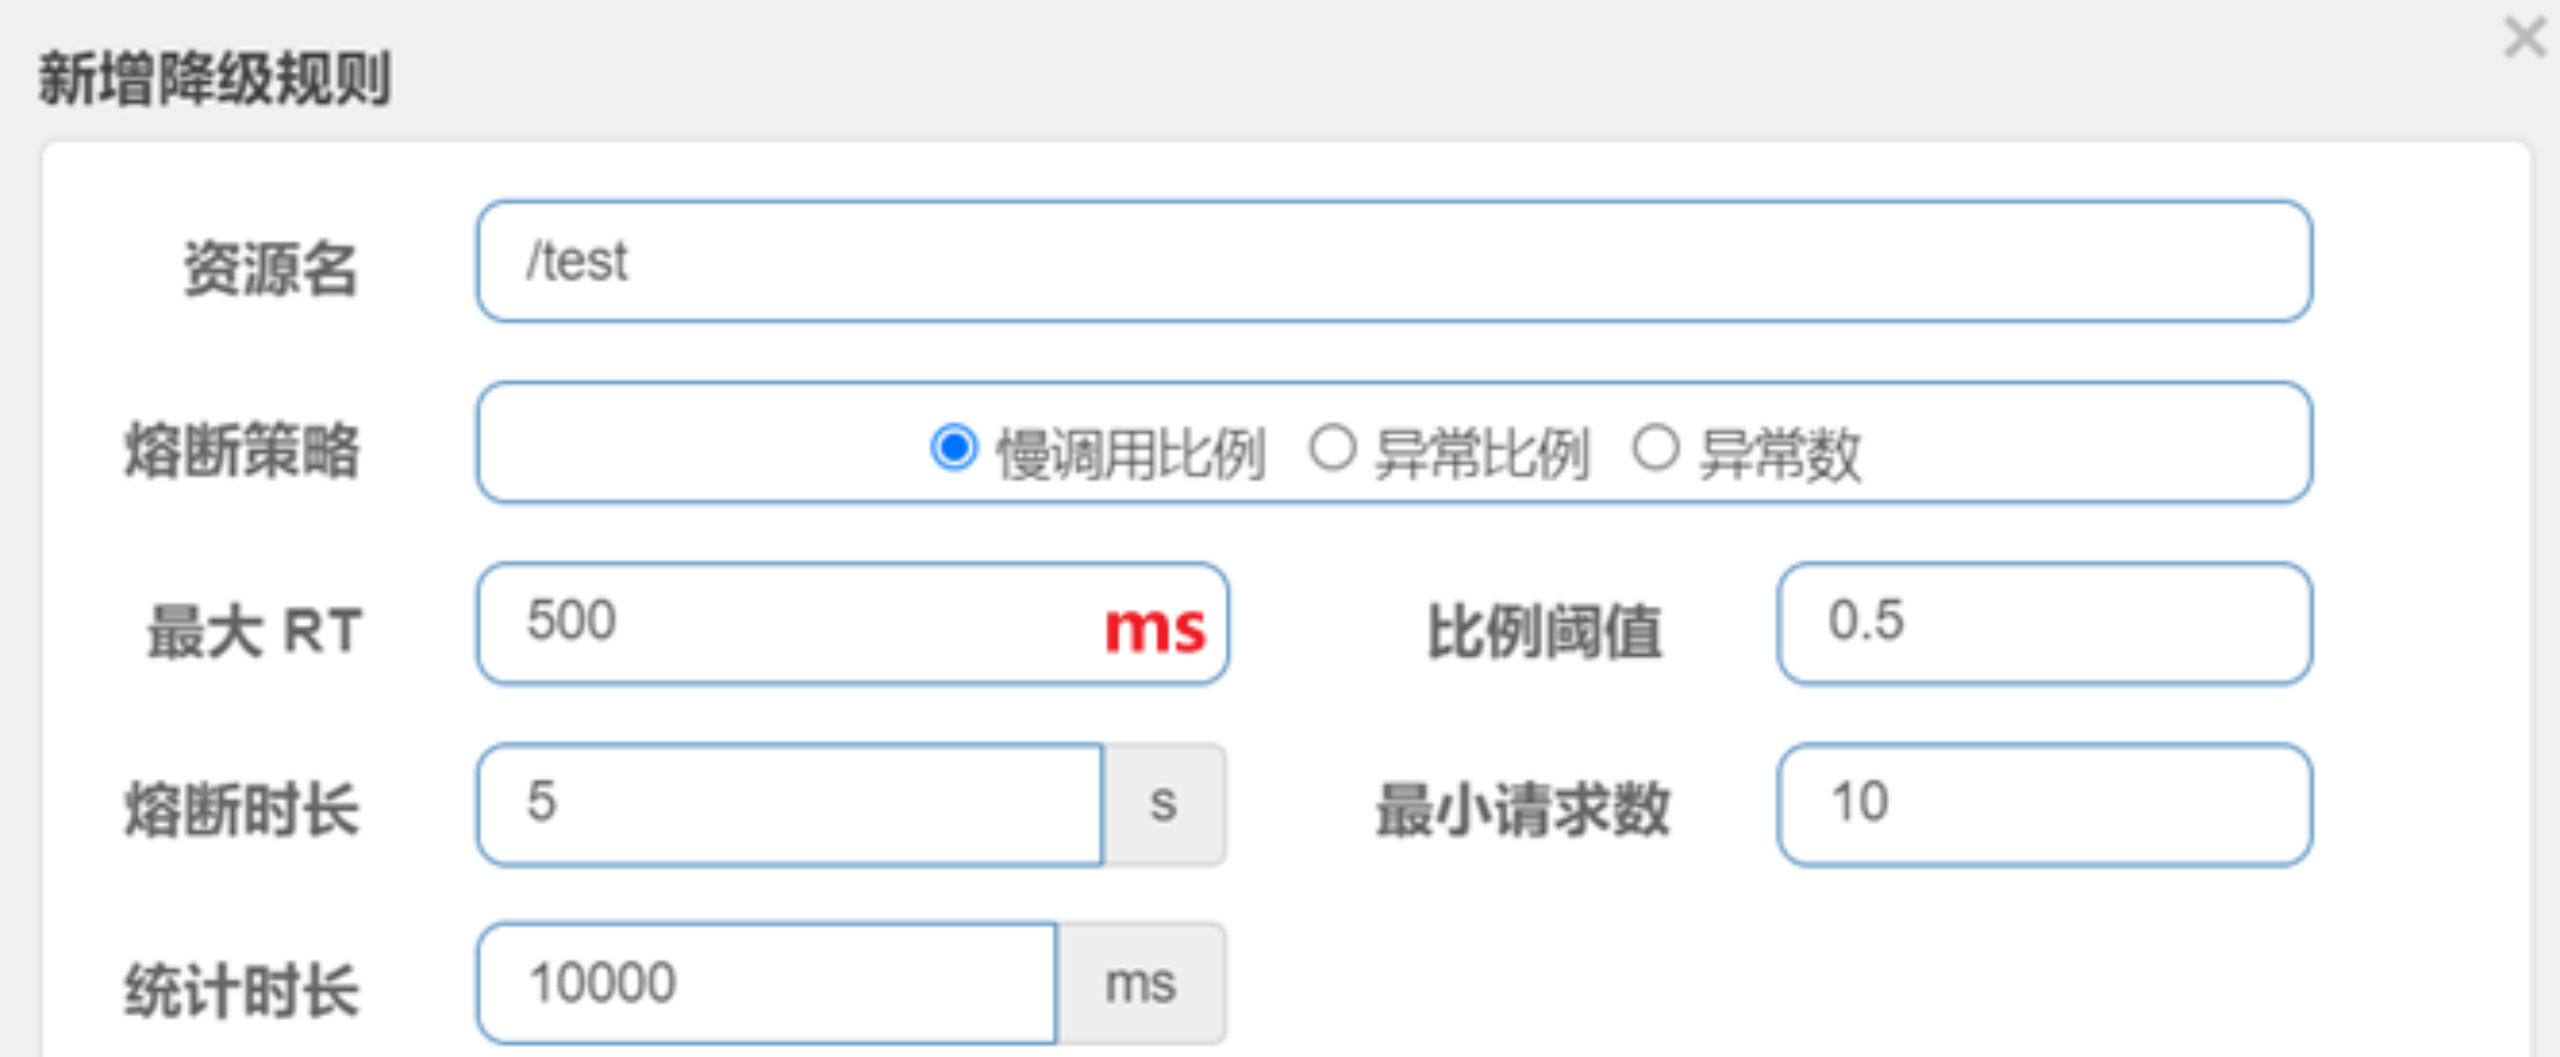 新增降级规则
资源名 /test
熔断策略 慢调用比例 异常比例 异常数
最大 RT 500 ms 比例阈值 0.5
熔断时长 5 s 最小请求数 10
统计时长 10000 ms